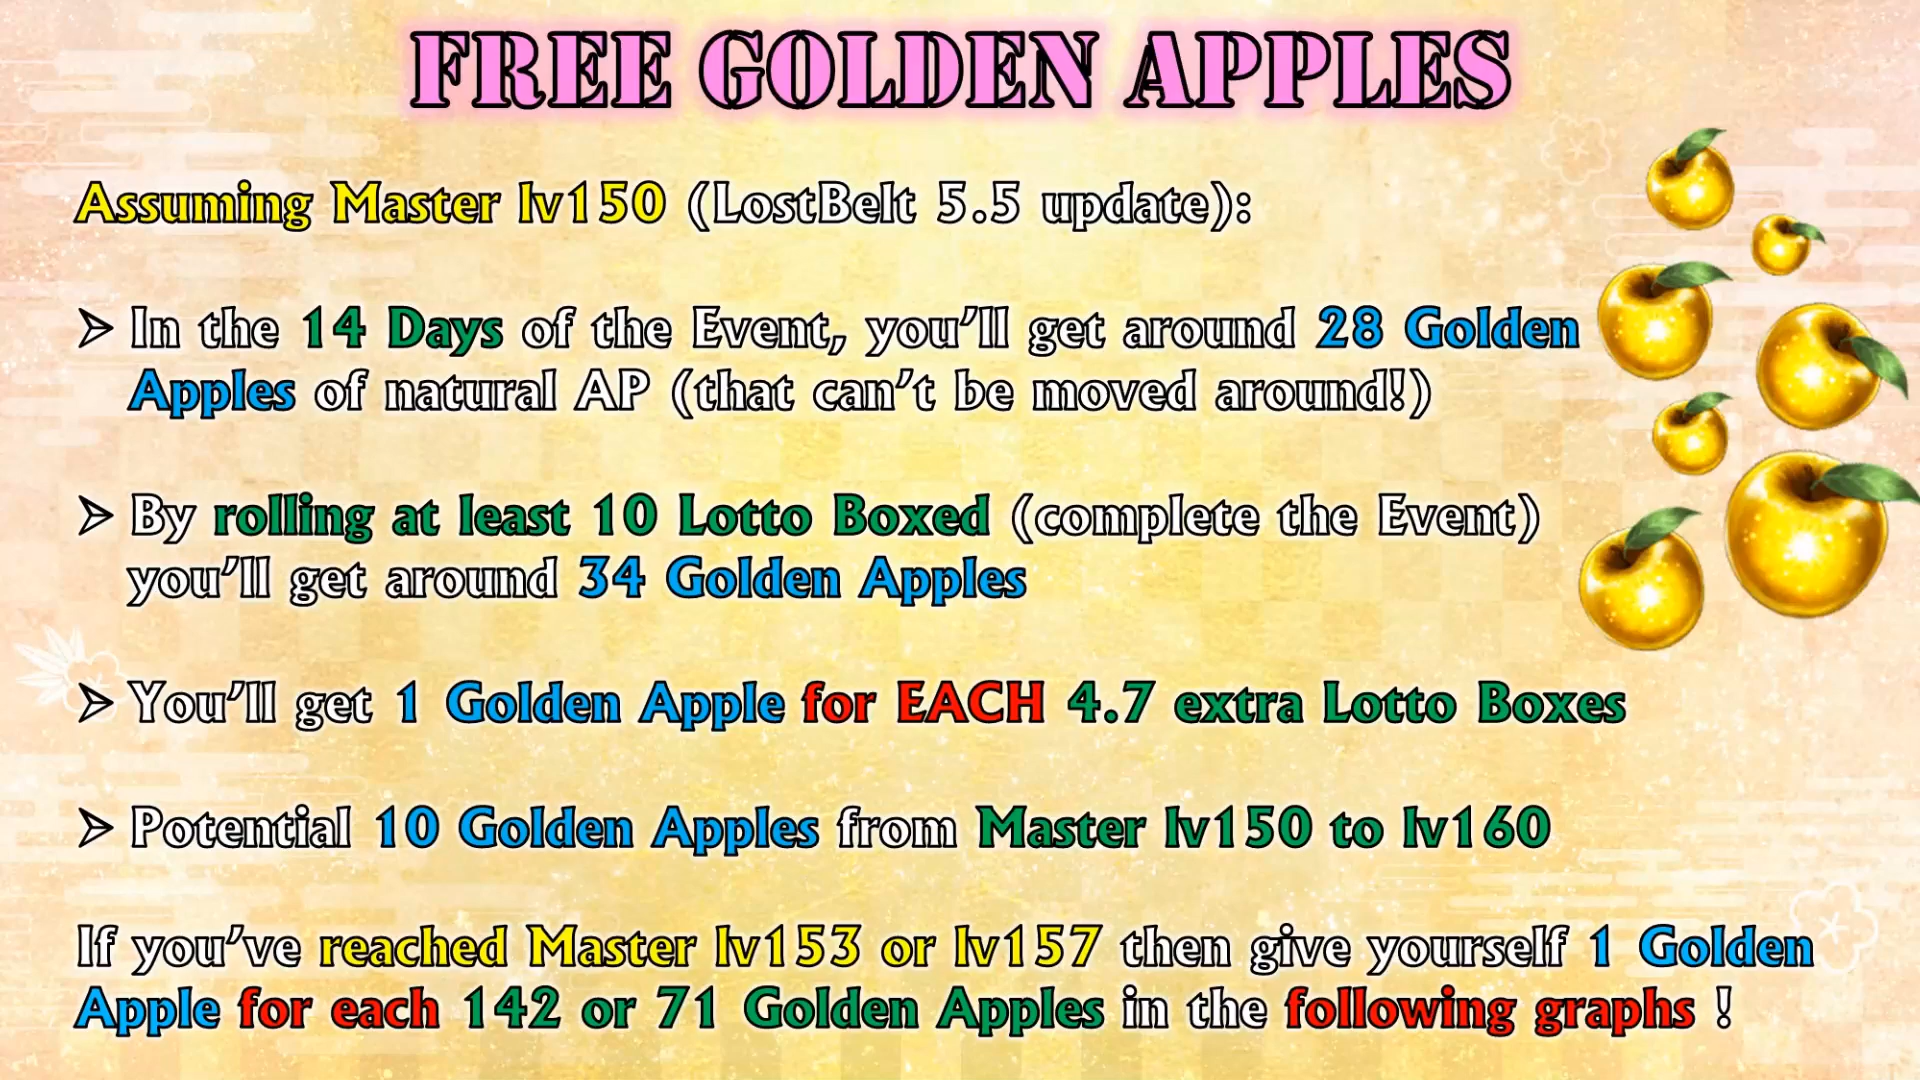 FREE GOLDEN APPLES
Assuming Master lv150 (LostBelt 5.5 update):
➢ In the 14 Days of the Event, you'll get around 28 Golden
Apples of natural AP (that can't be moved around!)
➢ By rolling at least 10 Lotto Boxed (complete the Event)
you'll get around 34 Golden Apples
➢ You'll get 1 Golden Apple for EACH 4.7 extra Lotto Boxes
➢ Potential 10 Golden Apples from Master lv150 to lv160
If you've reached Master lv153 or lv157 then give yourself 1 Golden
Apple for each 142 or 71 Golden Apples in the following graphs !